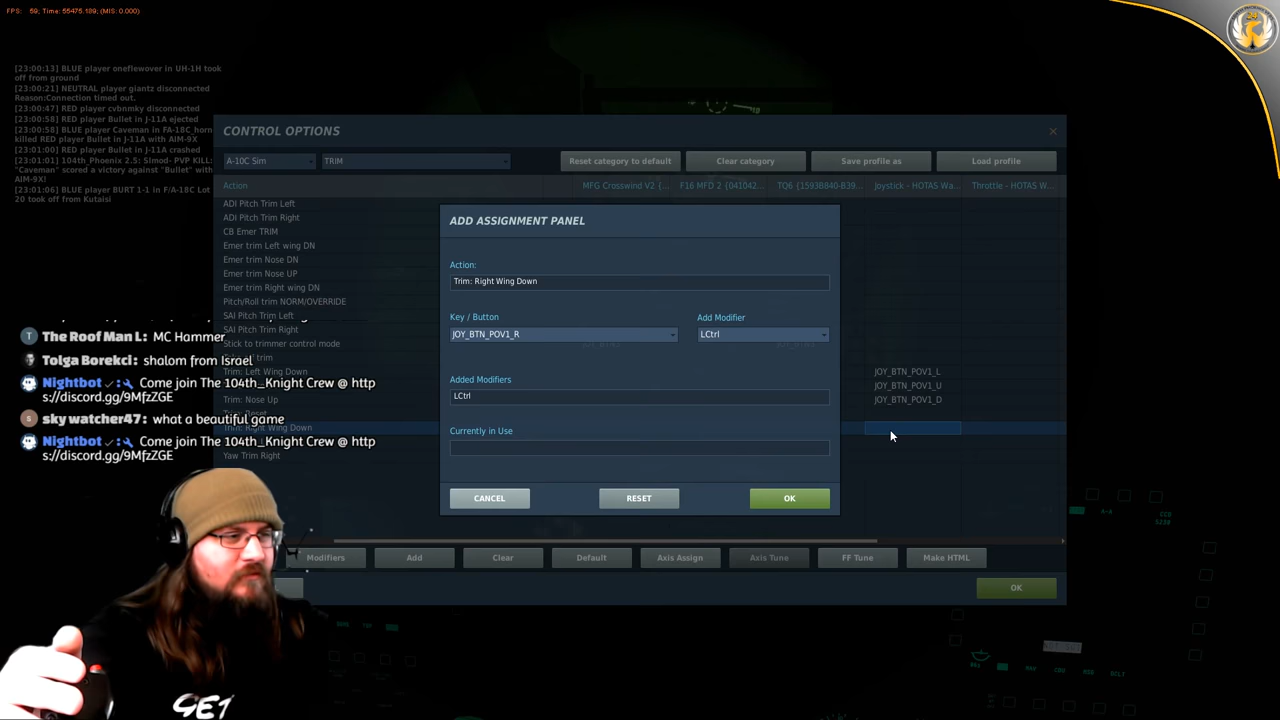 FPS: 59; Time: 55475.189; (MIS: 0.000)
[23:00:13] BLUE player oneflewover in UH-1H took
off from ground
[23:00:21] NEUTRAL player giantz disconnected
Reason:Connection timed out.
[23:00:47] RED player cvbnmky disconnected
[23:00:58] RED player Bullet in J-11A ejected
[23:00:58] BLUE player Caveman in FA-18C_horn
killed RED player Bullet in J-11A with AIM-9X
[23:01:00] RED player Bullet in J-11A crashed
[23:01:01] 104th_Phoenix 2.5: Slmod- PVP KILL:
"Caveman" scored a victory against "Bullet" with
AIM-9X!
[23:01:06] BLUE player BURT 1-1 in F/A-18C Lot
20 took off from Kutaisi
CONTROL OPTIONS
A-10C Sim TRIM Reset category to default Clear category Save profile as Load profile
Action MFG Crosswind V2 {... F16 MFD 2 {041042... TQ6 {1593B840-B39... Joystick - HOTAS Wa... Throttle - HOTAS W...
ADI Pitch Trim Left
ADI Pitch Trim Right
CB Emer TRIM
Emer trim Left wing DN
Emer trim Nose DN
Emer trim Nose UP
Emer trim Right wing DN
Pitch/Roll trim NORM/OVERRIDE
SAI Pitch Trim Left
SAI Pitch Trim Right
Stick to trimmer control mode
trim
Trim: Left Wing Down JOY_BTN_POV1_L
JOY_BTN_POV1_U
Trim: Nose Up JOY_BTN_POV1_D
Trim: Reset
Trim: Right Wing Down
Yaw Trim Right
ADD ASSIGNMENT PANEL
Action:
Trim: Right Wing Down
Key / Button Add Modifier
JOY_BTN_POV1_R LCtrl
Added Modifiers
LCtrl
Currently in Use
CANCEL RESET OK
Modifiers Add Clear Default Axis Assign Axis Tune FF Tune Make HTML
OK
The Roof Man L: MC Hammer
Tolga Borekci: shalom from Israel
Nightbot: Come join The 104th_Knight Crew @ http
s://discord.gg/9MfzZGE
sky watcher47: what a beautiful game
Nightbot: Come join The 104th_Knight Crew @ http
s://discord.gg/9MfzZGE